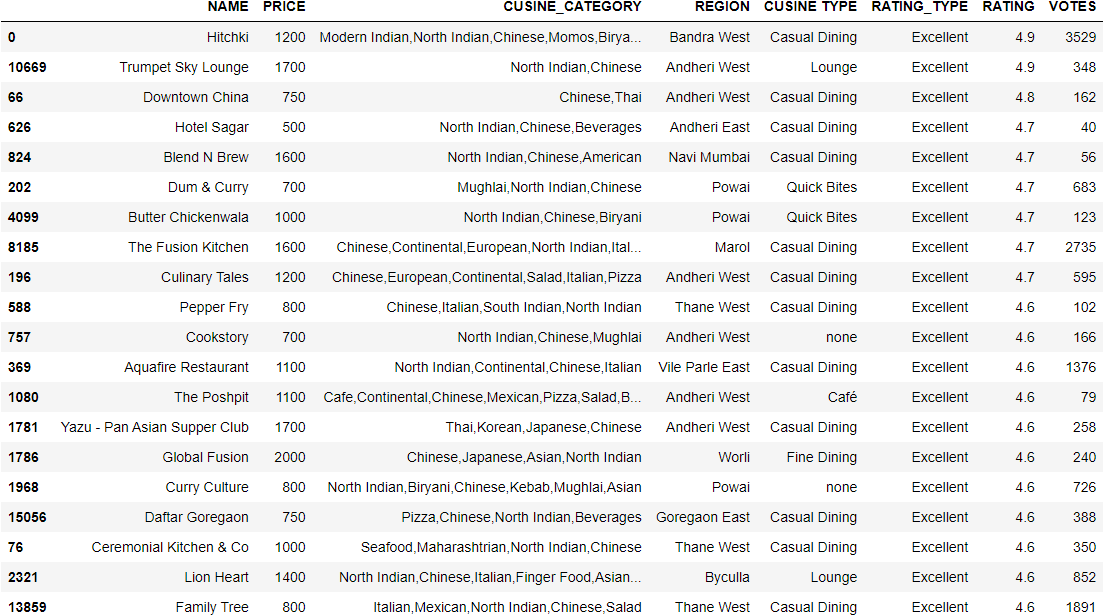 NAME PRICE CUSINE_CATEGORY REGION CUSINE TYPE RATING_TYPE RATING VOTES
0 Hitchki 1200 Modern Indian,North Indian,Chinese,Momos,Birya... Bandra West Casual Dining Excellent 4.9 3529
10669 Trumpet Sky Lounge 1700 North Indian,Chinese Andheri West Lounge Excellent 4.9 348
66 Downtown China 750 Chinese,Thai Andheri West Casual Dining Excellent 4.8 162
626 Hotel Sagar 500 North Indian,Chinese,Beverages Andheri East Casual Dining Excellent 4.7 40
824 Blend N Brew 1600 North Indian,Chinese,American Navi Mumbai Casual Dining Excellent 4.7 56
202 Dum & Curry 700 Mughlai,North Indian,Chinese Powai Quick Bites Excellent 4.7 683
4099 Butter Chickenwala 1000 North Indian,Chinese,Biryani Powai Quick Bites Excellent 4.7 123
8185 The Fusion Kitchen 1600 Chinese,Continental,European,North Indian,Ital... Marol Casual Dining Excellent 4.7 2735
196 Culinary Tales 1200 Chinese,European,Continental,Salad,Italian,Pizza Andheri West Casual Dining Excellent 4.7 595
588 Pepper Fry 800 Chinese,Italian,South Indian,North Indian Thane West Casual Dining Excellent 4.6 102
757 Cookstory 700 North Indian,Chinese,Mughlai Andheri West none Excellent 4.6 166
369 Aquafire Restaurant 1100 North Indian,Continental,Chinese,Italian Vile Parle East Casual Dining Excellent 4.6 1376
1080 The Poshpit 1100 Cafe,Continental,Chinese,Mexican,Pizza,Salad,B... Andheri West Café Excellent 4.6 79
1781 Yazu - Pan Asian Supper Club 1700 Thai,Korean,Japanese,Chinese Andheri West Casual Dining Excellent 4.6 258
1786 Global Fusion 2000 Chinese,Japanese,Asian,North Indian Worli Fine Dining Excellent 4.6 240
1968 Curry Culture 800 North Indian,Biryani,Chinese,Kebab,Mughlai,Asian Powai none Excellent 4.6 726
15056 Daftar Goregaon 750 Pizza,Chinese,North Indian,Beverages Goregaon East Casual Dining Excellent 4.6 388
76 Ceremonial Kitchen & Co 1000 Seafood,Maharashtrian,North Indian,Chinese Thane West Casual Dining Excellent 4.6 350
2321 Lion Heart 1400 North Indian,Chinese,Italian,Finger Food,Asian... Byculla Lounge Excellent 4.6 852
13859 Family Tree 800 Italian,Mexican,North Indian,Chinese,Salad Thane West Casual Dining Excellent 4.6 1891